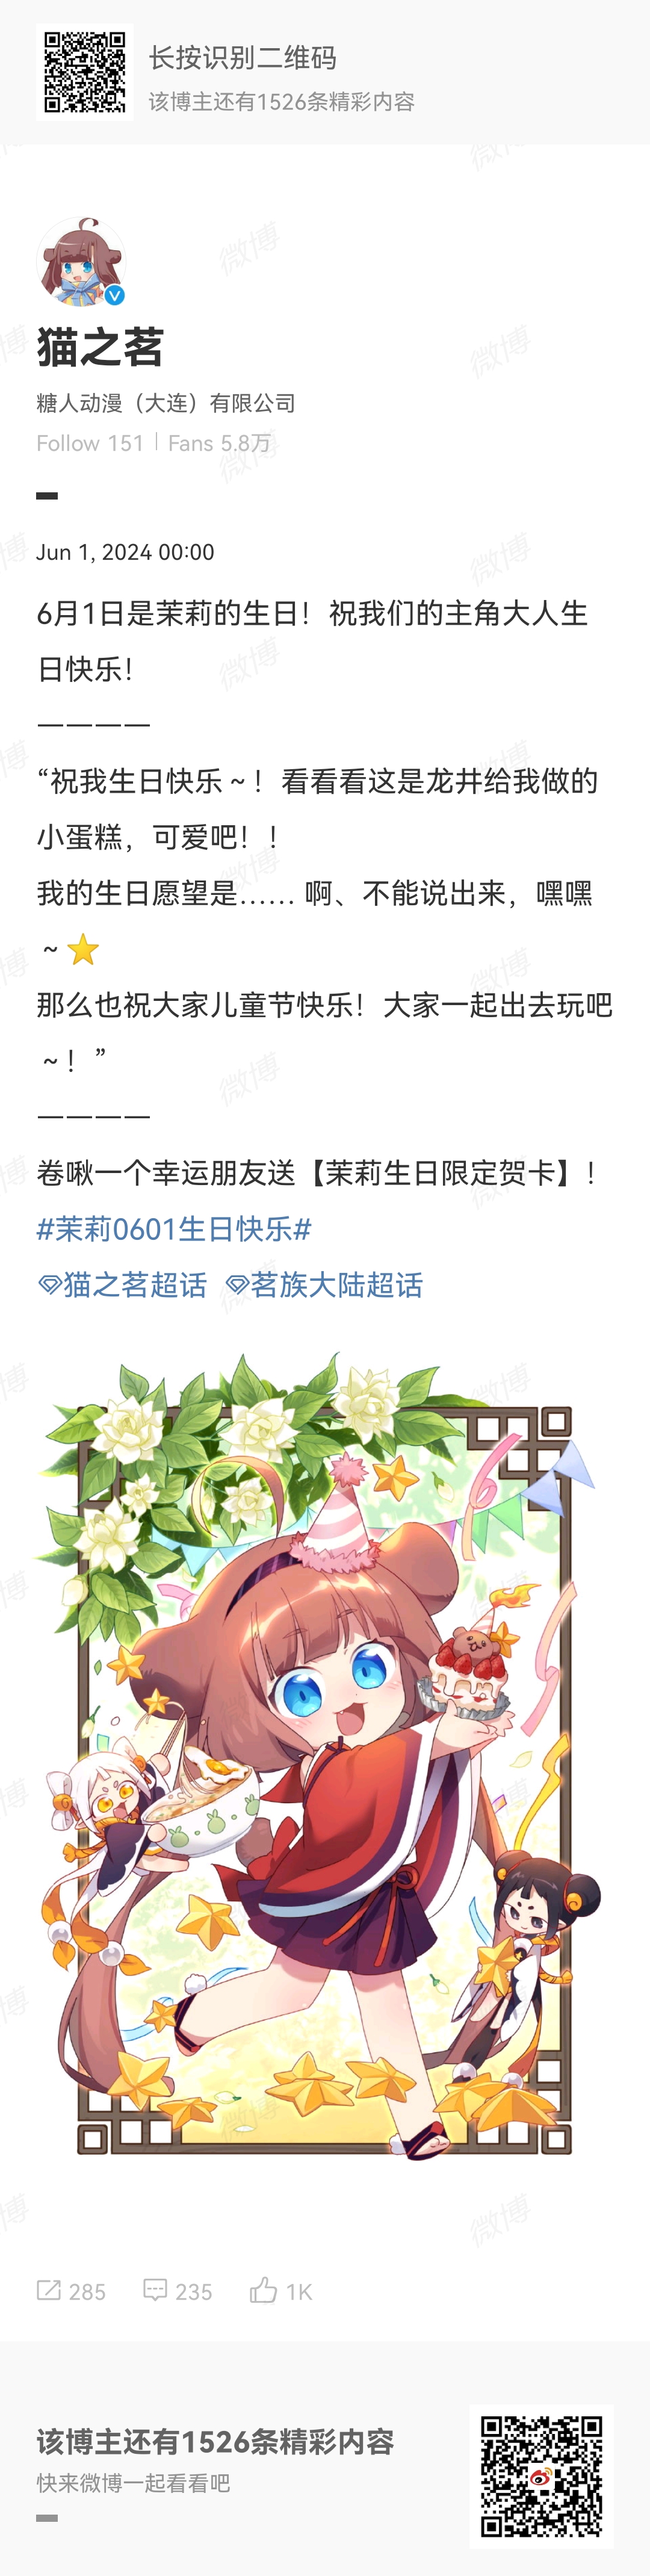 长按识别二维码
该博主还有1526条精彩内容
猫之茗
糖人动漫（大连）有限公司
Follow 151 | Fans 5.8万
Jun 1, 2024 00:00
6月1日是茉莉的生日！祝我们的主角大人生
日快乐！
————
“祝我生日快乐～！看看看这是龙井给我做的
小蛋糕，可爱吧！！
我的生日愿望是…… 啊、不能说出来，嘿嘿
～⭐
那么也祝大家儿童节快乐！大家一起出去玩吧
～！”
————
卷啾一个幸运朋友送【茉莉生日限定贺卡】！
#茉莉0601生日快乐#
猫之茗超话 茗族大陆超话
285 235 1K
该博主还有1526条精彩内容
快来微博一起看看吧
微博